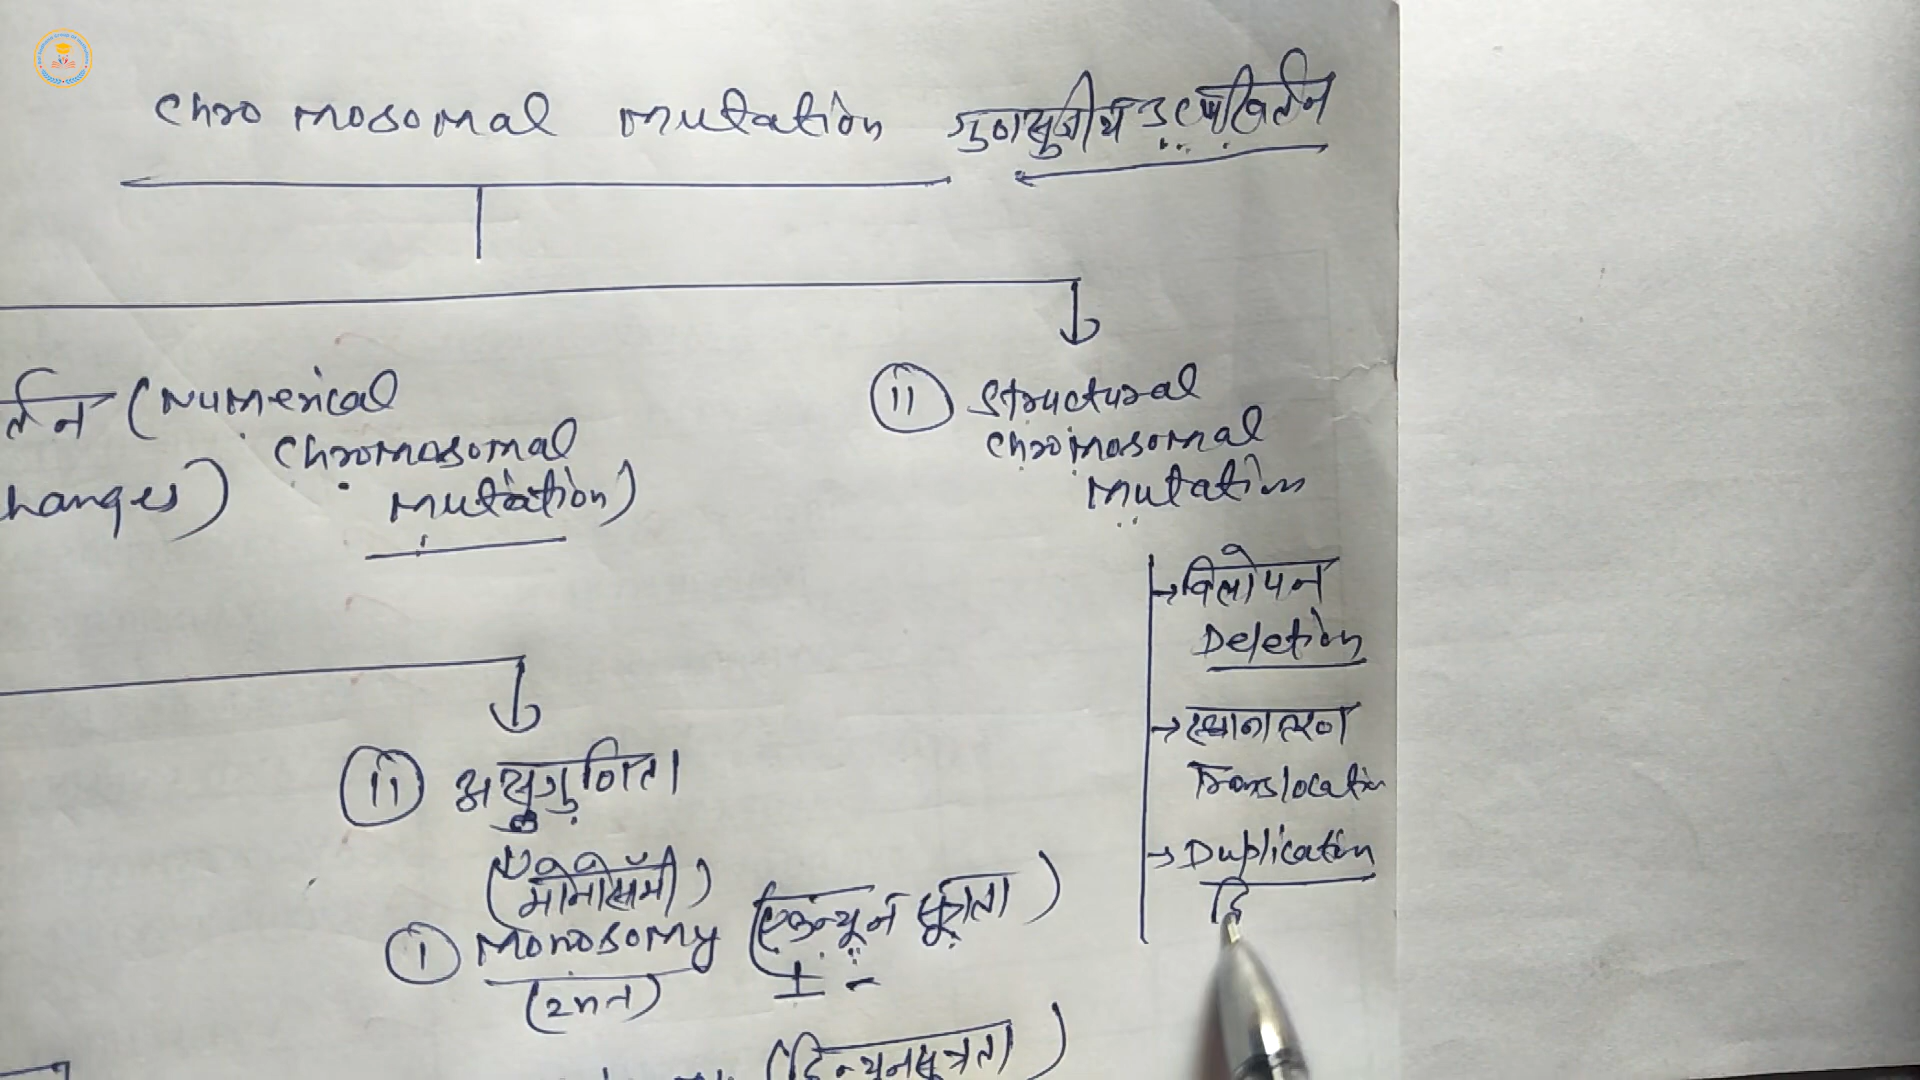 chromosomal mutation गुणसूत्रीय उत्परिवर्तन
र्तन (Numerical
chromosomal
hanges) mutation)
(ii) Structural
chromosomal
mutation
→ विलोपन
Deletion
→ स्थानान्तरण
Translocation
→ Duplication
द्वि
(ii) असुगुणिता
(मोनोसॉमी)
(i) monosomy (एकन्यून सूत्रता)
(2n-1)
(द्विन्यूनसूत्रता)